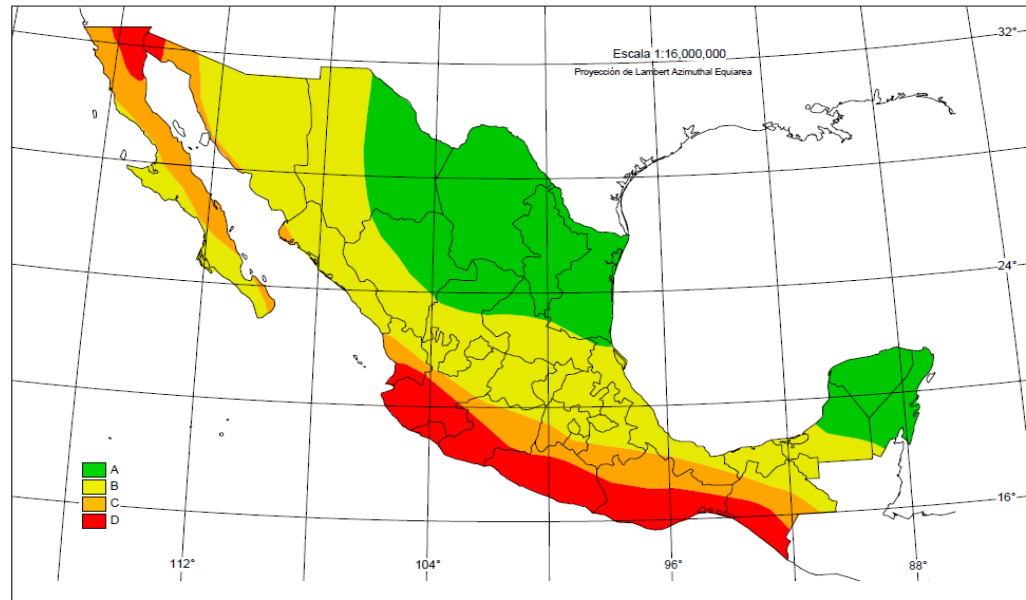 32°
Escala 1:16,000,000
Proyección de Lambert Azimuthal Equiarea
24°
A
B
C
D
16°
112°
104°
96°
88°